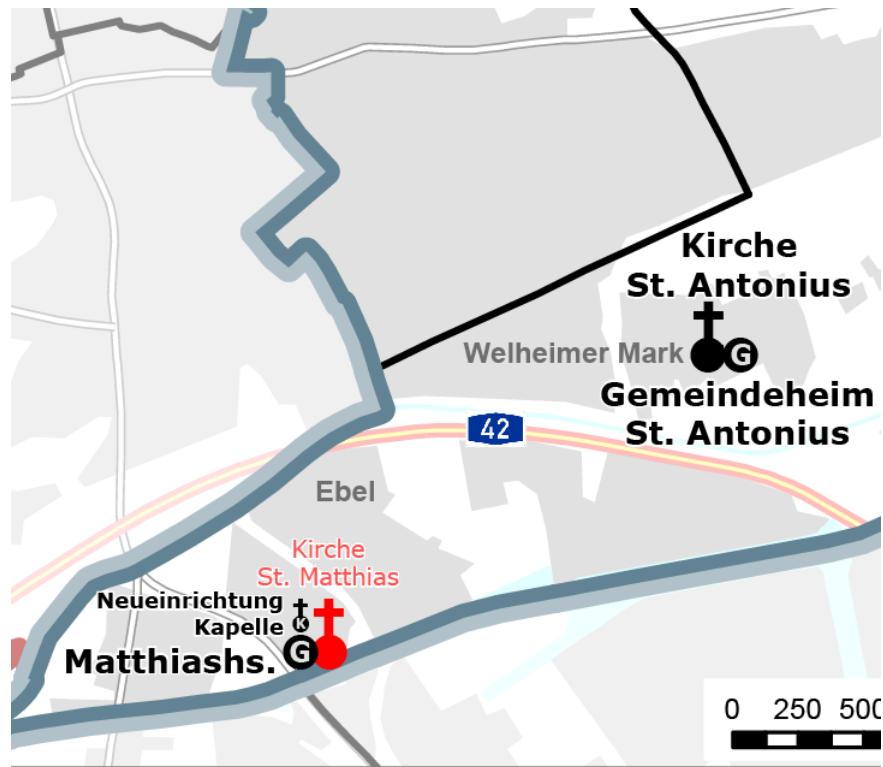 Kirche
St. Antonius
Welheimer Mark
G
Gemeindeheim
St. Antonius
42
Ebel
Kirche
St. Matthias
Neueinrichtung
Kapelle
K
Matthiashs.
G
0 250 500